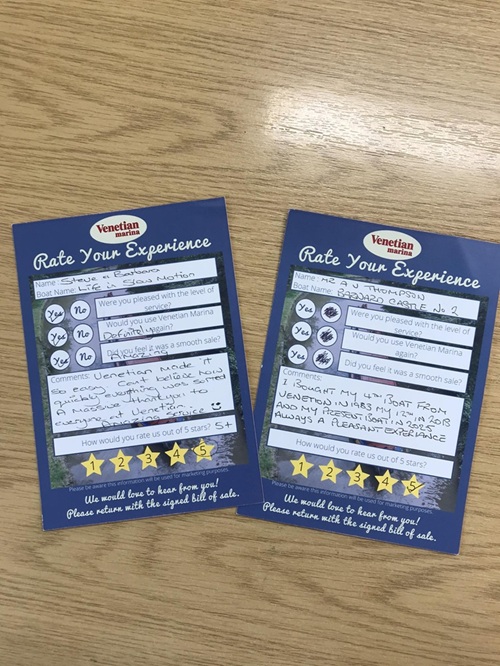 Venetian
marina
Rate Your Experience
Name: Steve & Barbara
Boat Name: Life in Slow Motion
Yes No
Were you pleased with the level of
service?
Yes No
Would you use Venetian Marina
again?
Definitely
Yes No
Did you feel it was a smooth sale?
Amazing
Comments: Venetian made it
so easy. Cant believe how
quickly everything was sorted
A massive thankyou to
everyone at Venetian.
Service
How would you rate us out of 5 stars? 5+
1 2 3 4 5
Please be aware this information will be used for marketing purposes
We would love to hear from you!
Please return with the signed bill of sale.
Venetian
marina
Rate Your Experience
Name: MR A N THOMPSON
Boat Name: BARNARD CASTLE NO 2
Yes
Were you pleased with the level of
service?
Yes
Would you use Venetian Marina
again?
Yes
Did you feel it was a smooth sale?
Comments:
I BOUGHT MY 4TH BOAT FROM
VENETION IN 1983 MY 12TH IN 2013
AND MY PRESENT BOAT IN 2025
ALWAYS A PLEASANT EXPERIANCE
How would you rate us out of 5 stars?
1 2 3 4 5
Please be aware this information will be used for marketing purposes
We would love to hear from you!
Please return with the signed bill of sale.